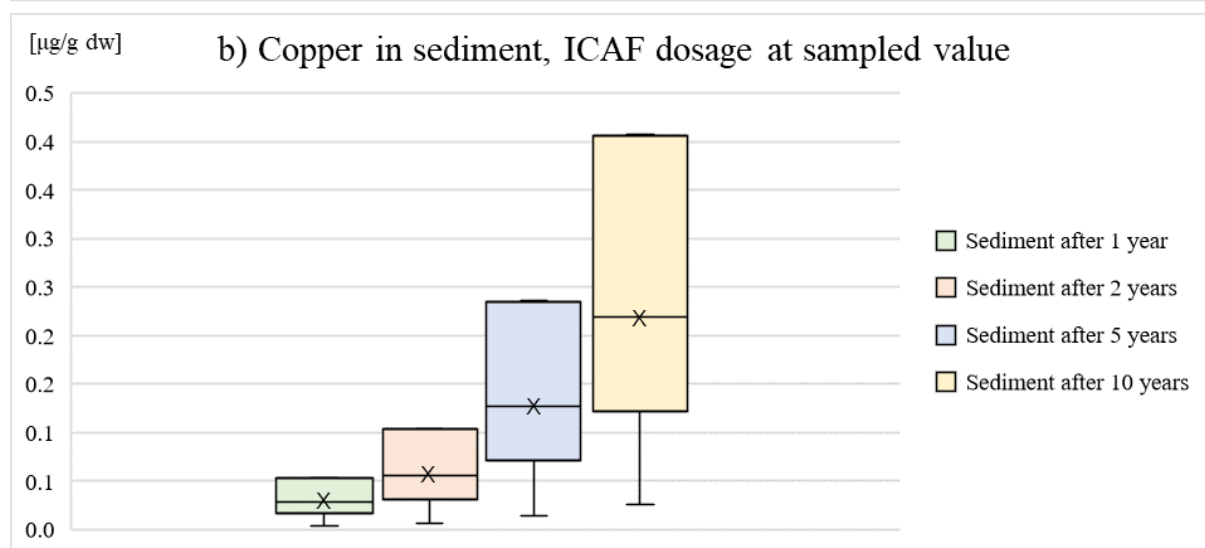 [µg/g dw]
b) Copper in sediment, ICAF dosage at sampled value
0.5
0.4
0.4
0.3
0.3
0.2
0.2
0.1
0.1
0.0
Sediment after 1 year
Sediment after 2 years
Sediment after 5 years
Sediment after 10 years